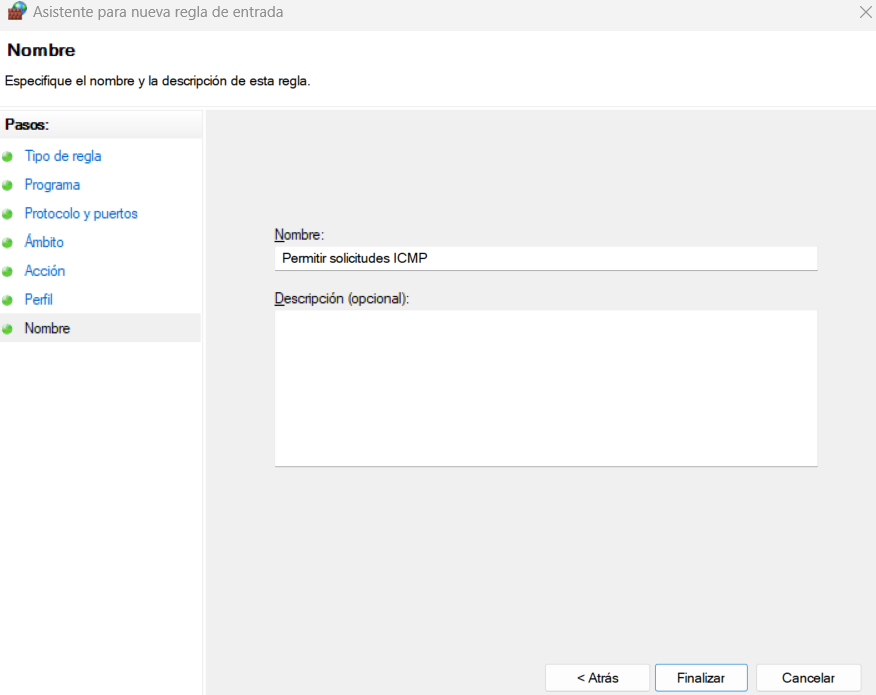 Asistente para nueva regla de entrada
Nombre
Especifique el nombre y la descripción de esta regla.
Pasos:
Tipo de regla
Programa
Protocolo y puertos
Ámbito
Acción
Perfil
Nombre
Nombre:
Permitir solicitudes ICMP
Descripción (opcional):
< Atrás
Finalizar
Cancelar